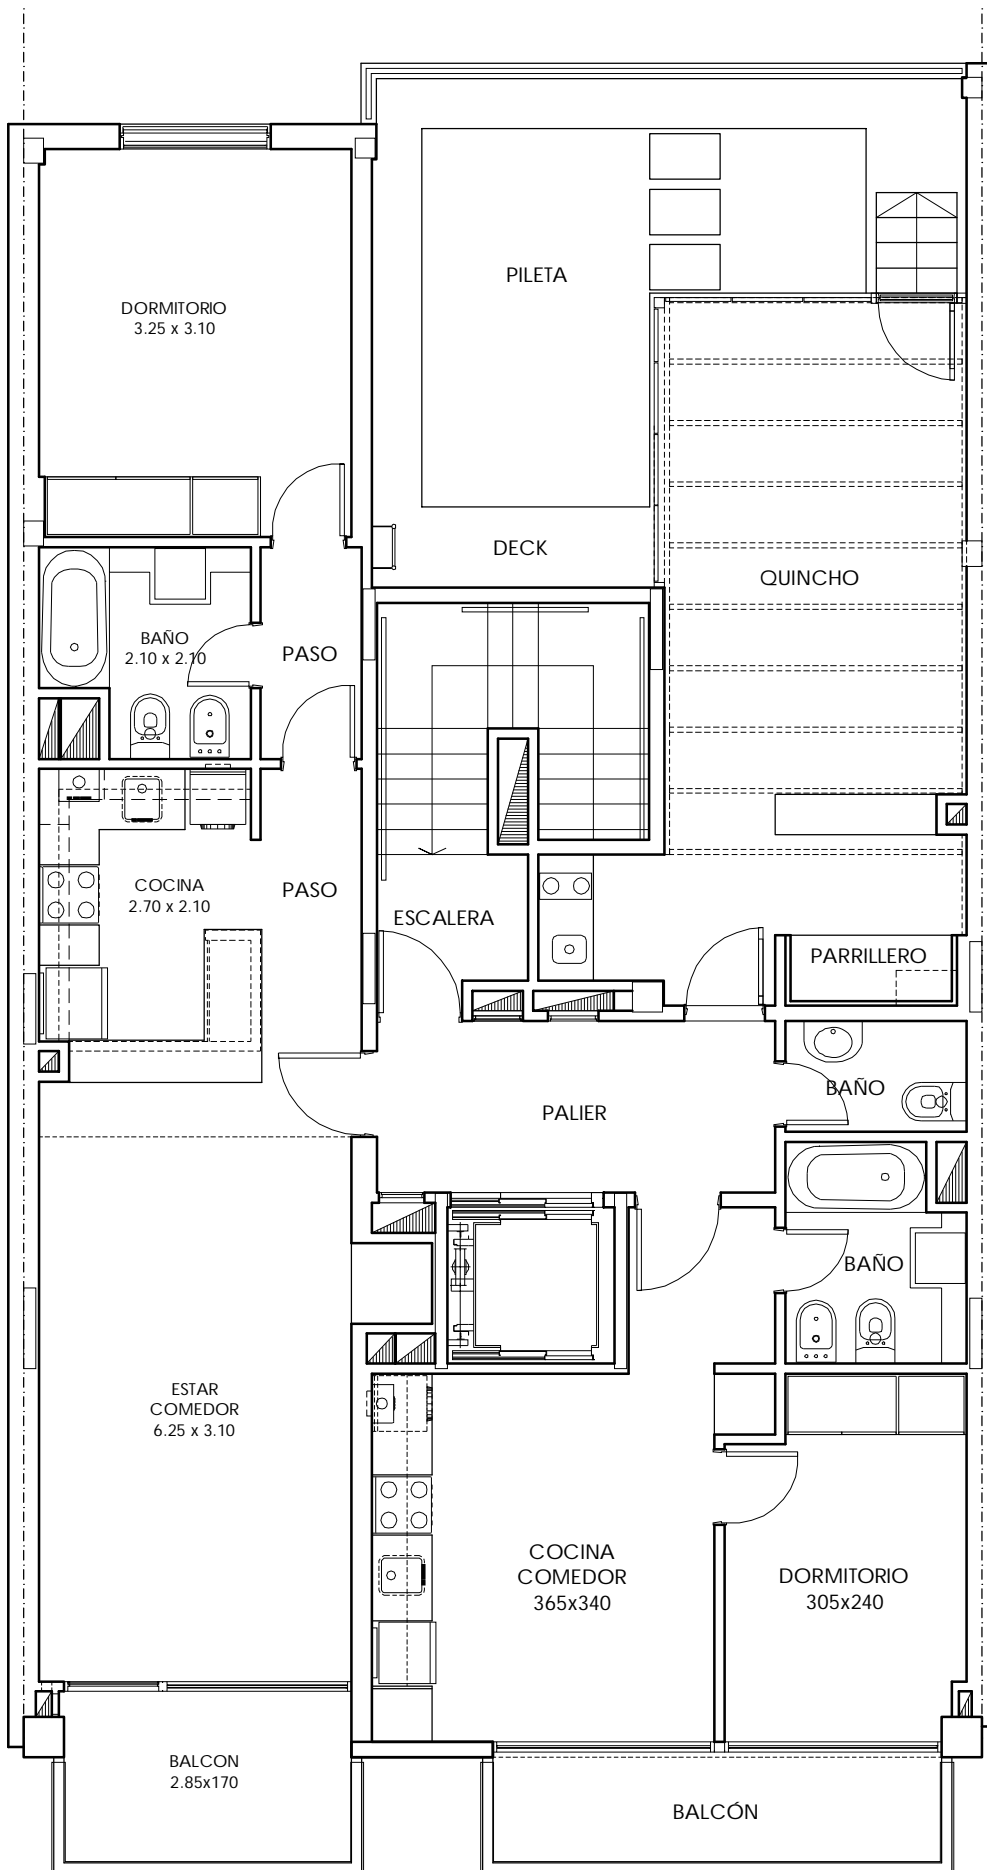 PILETA
DORMITORIO
3.25 x 3.10
DECK
QUINCHO
BAÑO
2.10 x 2.10
PASO
COCINA
2.70 x 2.10
PASO
ESCALERA
PARRILLERO
BAÑO
PALIER
BAÑO
ESTAR
COMEDOR
6.25 x 3.10
COCINA
COMEDOR
365x340
DORMITORIO
305x240
BALCON
2.85x170
BALCÓN